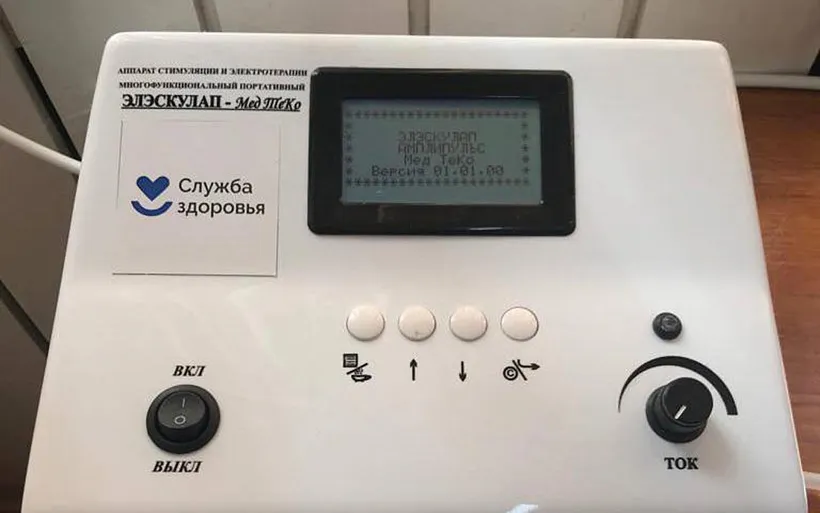 АППАРАТ СТИМУЛЯЦИИ И ЭЛЕКТРОТЕРАПИИ
МНОГОФУНКЦИОНАЛЬНЫЙ ПОРТАТИВНЫЙ
ЭЛЭСКУЛАП - Мед ТеКо
Служба
здоровья
ЭЛЭСКУЛАП
АМПЛИПУЛЬС
Мед ТеКо
Версия 01.01.00
ВКЛ
ВЫКЛ
ТОК